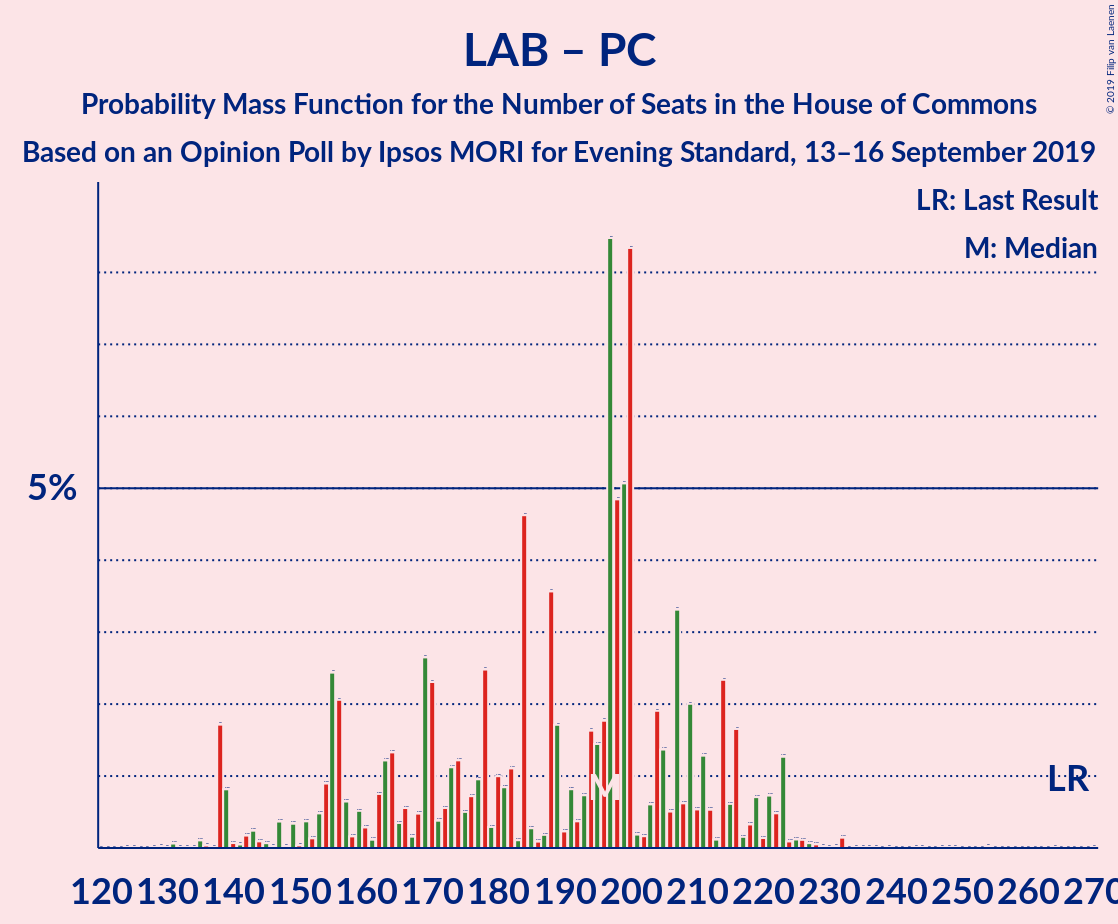 © 2019 Filip van Laenen
LAB – PC
Probability Mass Function for the Number of Seats in the House of Commons
Based on an Opinion Poll by Ipsos MORI for Evening Standard, 13–16 September 2019
LR: Last Result
M: Median
5%
M
LR
120 130 140 150 160 170 180 190 200 210 220 230 240 250 260 270